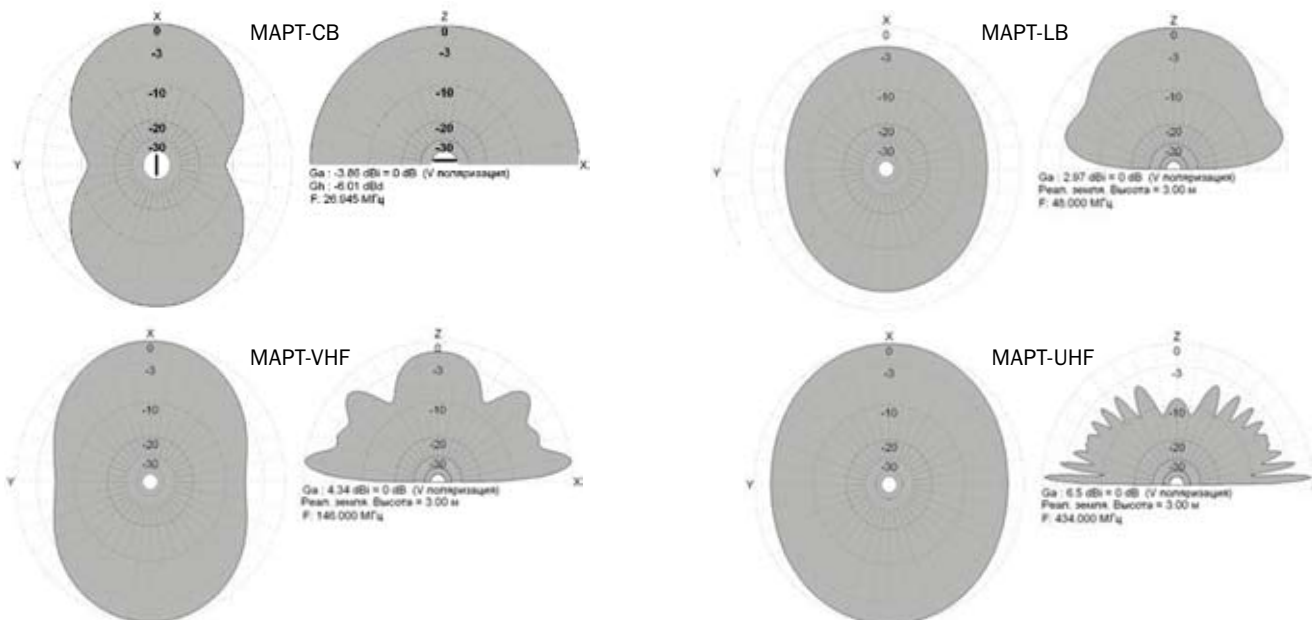 X
0
-3
-10
-20
-30
Y
МАРТ-CB
Z
0
-3
-10
-20
-30
X
Ga : -3.86 dBi = 0 dB (V поляризация)
Gh : -6.01 dBd
F: 26.945 МГц
X
0
-3
-10
-20
-30
Y
МАРТ-LB
Z
0
-3
-10
-20
-30
Ga : 2.97 dBi = 0 dB (V поляризация)
Реал. земля. Высота = 3.00 м
F: 48.000 МГц
X
0
-3
-10
-20
-30
Y
МАРТ-VHF
Z
0
-3
-10
-20
-30
X
Ga : 4.34 dBi = 0 dB (V поляризация)
Реал. земля. Высота = 3.00 м
F: 146.000 МГц
X
0
-3
-10
-20
-30
Y
МАРТ-UHF
Z
0
-3
-10
-20
-30
Ga : 6.5 dBi = 0 dB (V поляризация)
Реал. земля. Высота = 3.00 м
F: 434.000 МГц